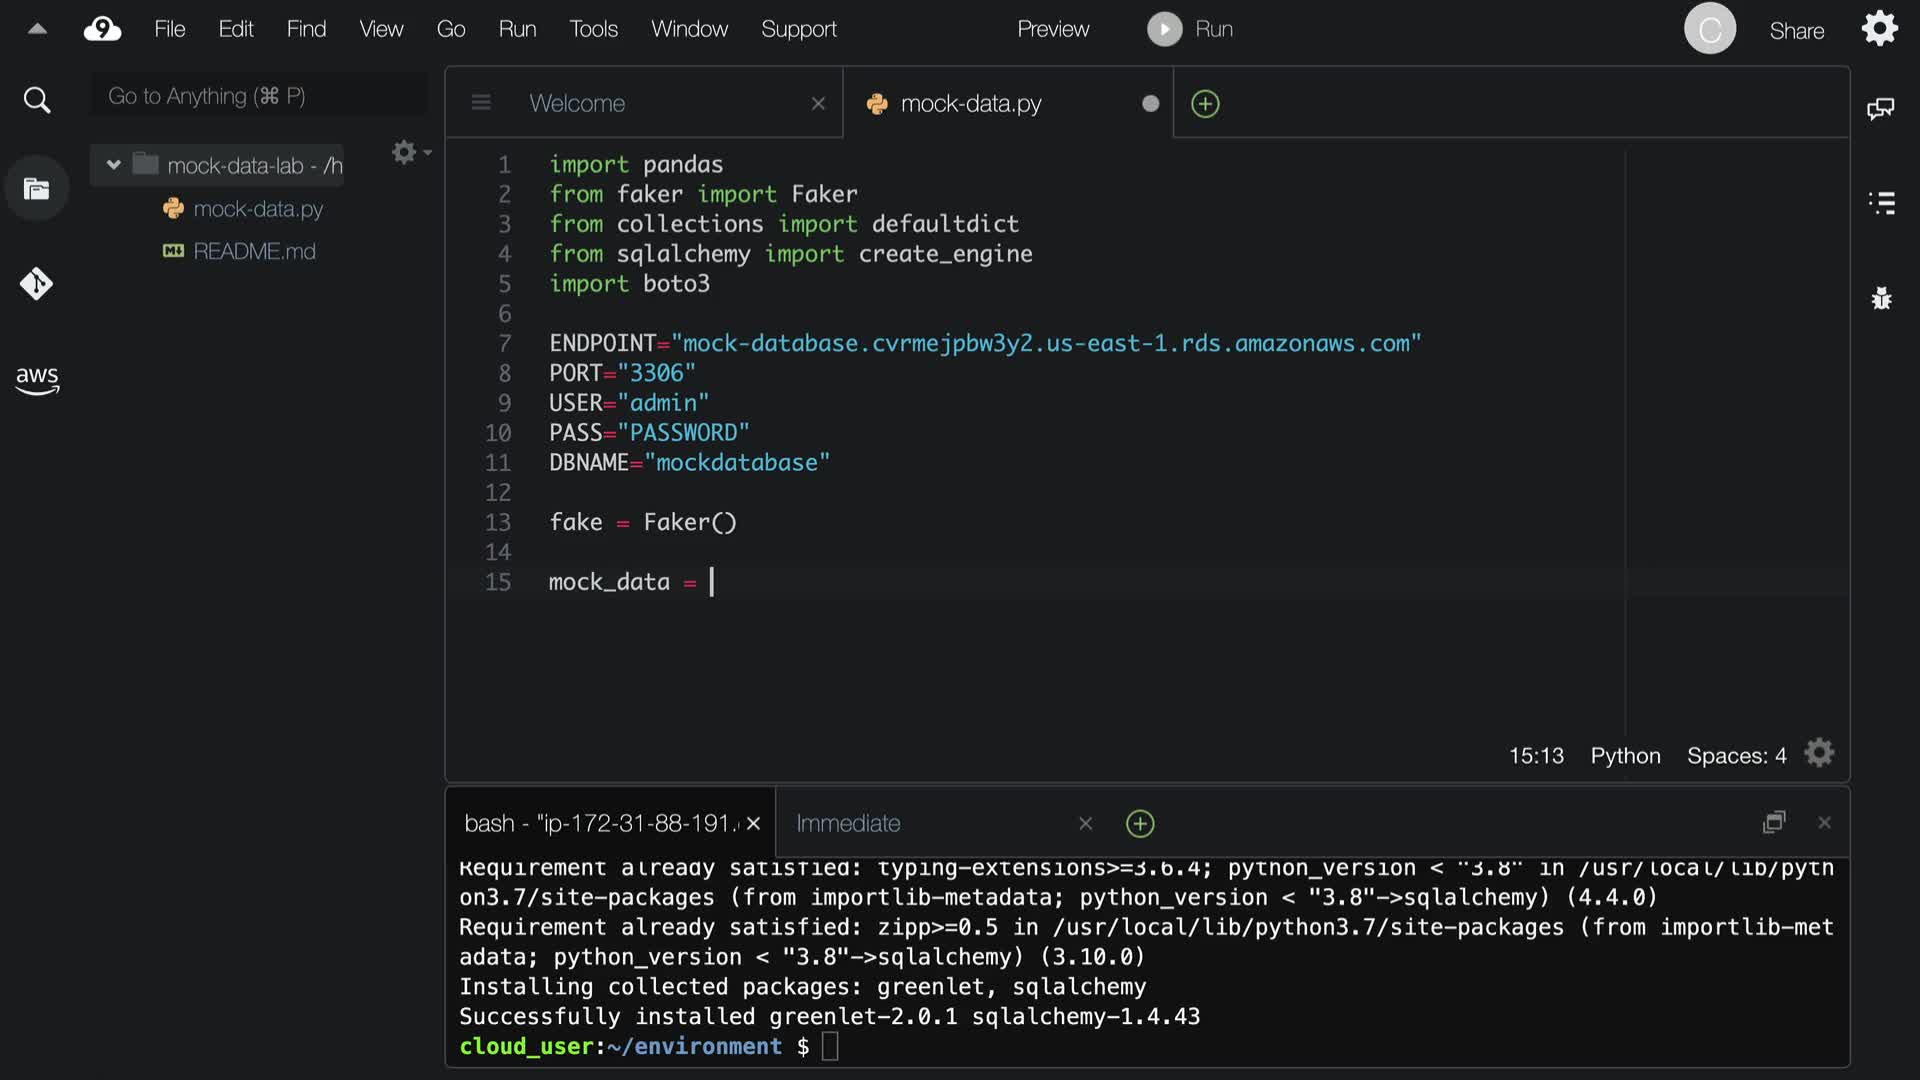 9 File Edit Find View Go Run Tools Window Support Preview Run C Share
Go to Anything (⌘ P)
mock-data-lab - /h
mock-data.py
README.md
aws
Welcome mock-data.py
1 import pandas
2 from faker import Faker
3 from collections import defaultdict
4 from sqlalchemy import create_engine
5 import boto3
6
7 ENDPOINT="mock-database.cvrmejpbw3y2.us-east-1.rds.amazonaws.com"
8 PORT="3306"
9 USER="admin"
10 PASS="PASSWORD"
11 DBNAME="mockdatabase"
12
13 fake = Faker()
14
15 mock_data =
15:13 Python Spaces: 4
bash - "ip-172-31-88-191. Immediate
Requirement already satisfied: typing-extensions>=3.6.4; python_version < "3.8" in /usr/local/lib/pyth
on3.7/site-packages (from importlib-metadata; python_version < "3.8"->sqlalchemy) (4.4.0)
Requirement already satisfied: zipp>=0.5 in /usr/local/lib/python3.7/site-packages (from importlib-met
adata; python_version < "3.8"->sqlalchemy) (3.10.0)
Installing collected packages: greenlet, sqlalchemy
Successfully installed greenlet-2.0.1 sqlalchemy-1.4.43
cloud_user:~/environment $